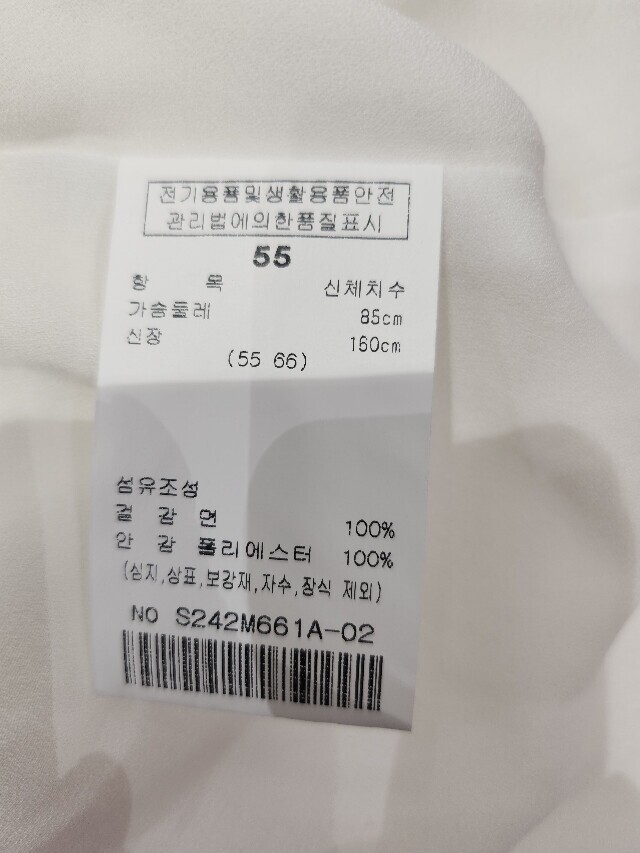 전기용품및생활용품안전
관리법에의한품질표시
55
항 목 신체치수
가슴둘레 85cm
신장 160cm
(55 66)
섬유조성
겉 감 면 100%
안 감 폴리에스터 100%
(심지,상표,보강재,자수,장식 제외)
NO S242M661A-02